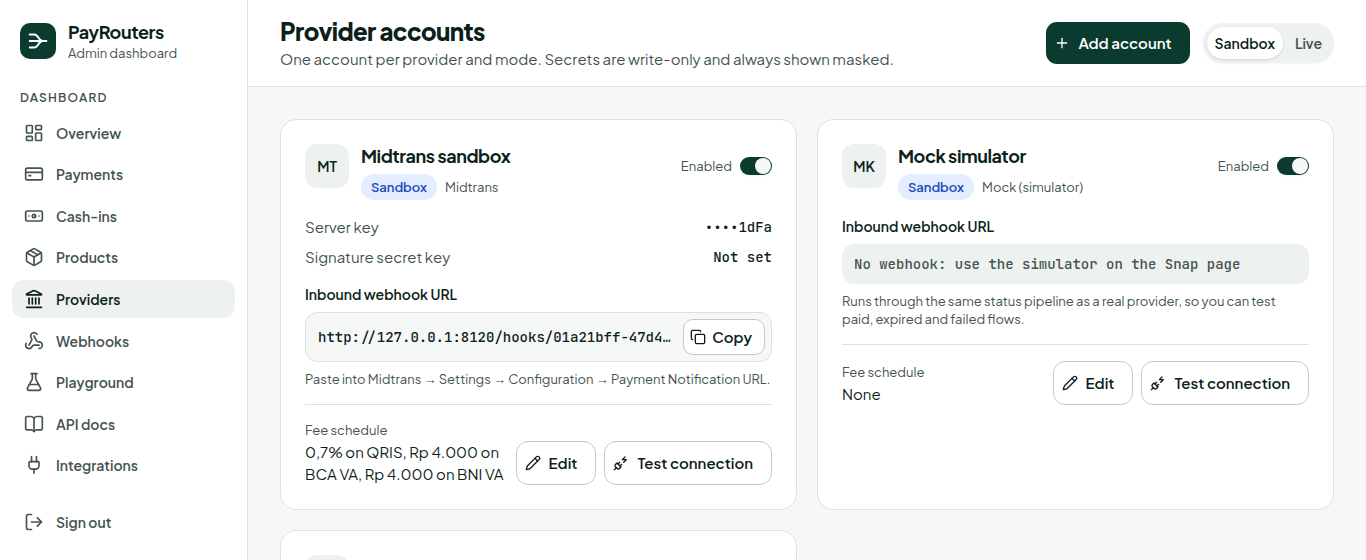 PayRouters
Admin dashboard
DASHBOARD
Overview
Payments
Cash-ins
Products
Providers
Webhooks
Playground
API docs
Integrations
Sign out
Provider accounts
One account per provider and mode. Secrets are write-only and always shown masked.
Add account
Sandbox Live
MT
Midtrans sandbox
Sandbox Midtrans
Enabled
Server key ••••1dFa
Signature secret key Not set
Inbound webhook URL
http://127.0.0.1:8120/hooks/01a21bff-47d4…
Copy
Paste into Midtrans → Settings → Configuration → Payment Notification URL.
Fee schedule
0,7% on QRIS, Rp 4.000 on
BCA VA, Rp 4.000 on BNI VA
Edit
Test connection
MK
Mock simulator
Sandbox Mock (simulator)
Enabled
Inbound webhook URL
No webhook: use the simulator on the Snap page
Runs through the same status pipeline as a real provider, so you can test
paid, expired and failed flows.
Fee schedule
None
Edit
Test connection